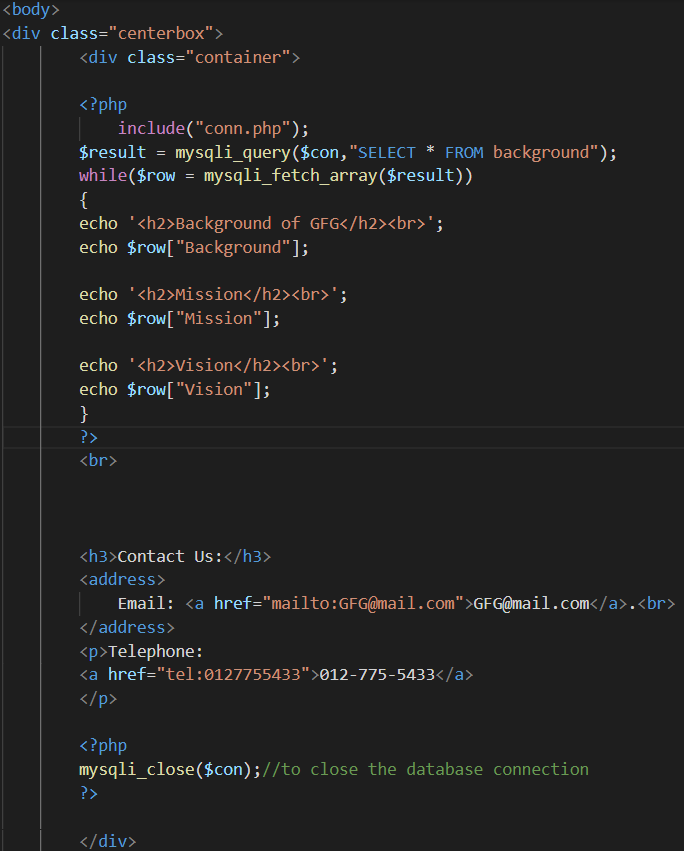 <body>
<div class="centerbox">
<div class="container">
<?php
include("conn.php");
$result = mysqli_query($con,"SELECT * FROM background");
while($row = mysqli_fetch_array($result))
{
echo '<h2>Background of GFG</h2><br>';
echo $row["Background"];
echo '<h2>Mission</h2><br>';
echo $row["Mission"];
echo '<h2>Vision</h2><br>';
echo $row["Vision"];
}
?>
<br>
<h3>Contact Us:</h3>
<address>
Email: <a href="mailto:GFG@mail.com">GFG@mail.com</a>.<br>
</address>
<p>Telephone:
<a href="tel:0127755433">012-775-5433</a>
</p>
<?php
mysqli_close($con);//to close the database connection
?>
</div>